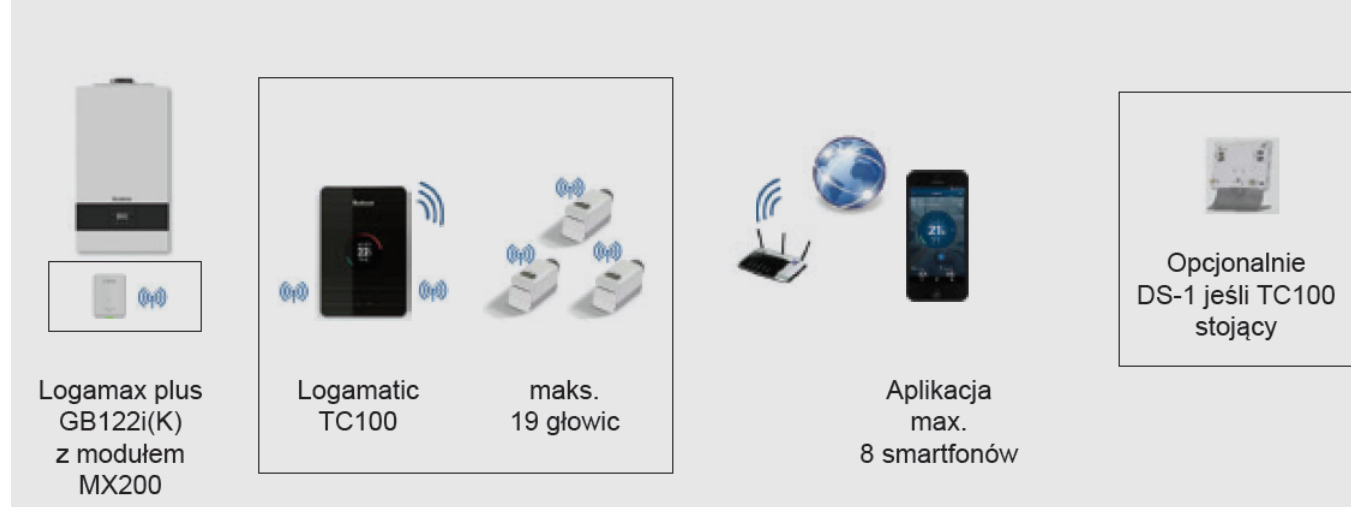 Logamax plus
GB122i(K)
z modułem
MX200
Logamatic
TC100
maks.
19 głowic
Aplikacja
max.
8 smartfonów
Opcjonalnie
DS-1 jeśli TC100
stojący